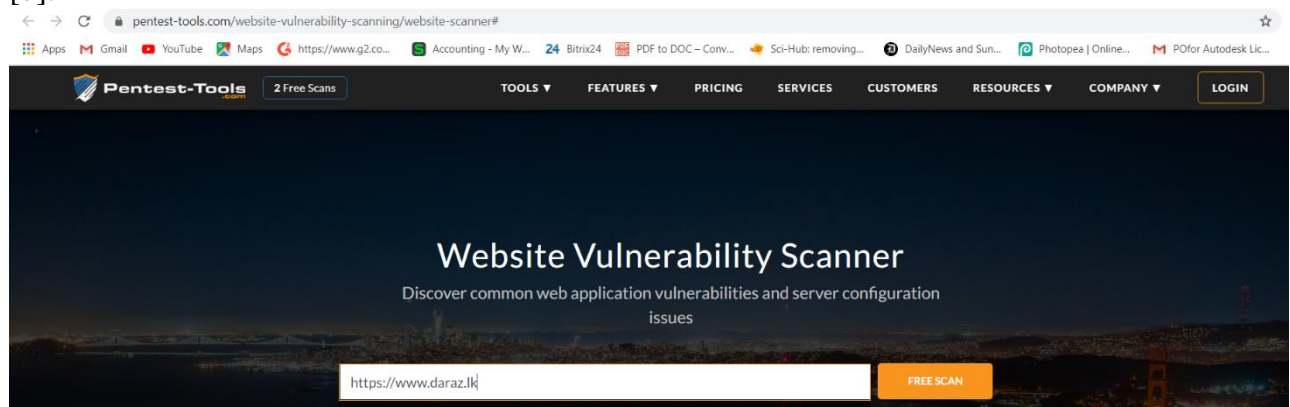 pentest-tools.com/website-vulnerability-scanning/website-scanner#
Apps Gmail YouTube Maps https://www.g2.co... Accounting - My W... 24 Bitrix24 PDF to DOC – Conv... Sci-Hub: removing... DailyNews and Sun... Photopea | Online... POfor Autodesk Lic...
Pentest-Tools.com 2 Free Scans TOOLS ▼ FEATURES ▼ PRICING SERVICES CUSTOMERS RESOURCES ▼ COMPANY ▼ LOGIN
Website Vulnerability Scanner
Discover common web application vulnerabilities and server configuration
issues
https://www.daraz.lk FREE SCAN